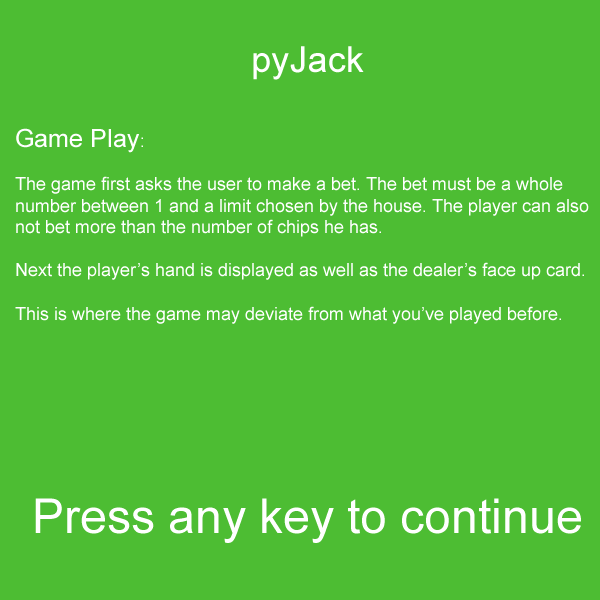 pyJack
Game Play:
The game first asks the user to make a bet. The bet must be a whole
number between 1 and a limit chosen by the house. The player can also
not bet more than the number of chips he has.
Next the player’s hand is displayed as well as the dealer’s face up card.
This is where the game may deviate from what you’ve played before.
Press any key to continue